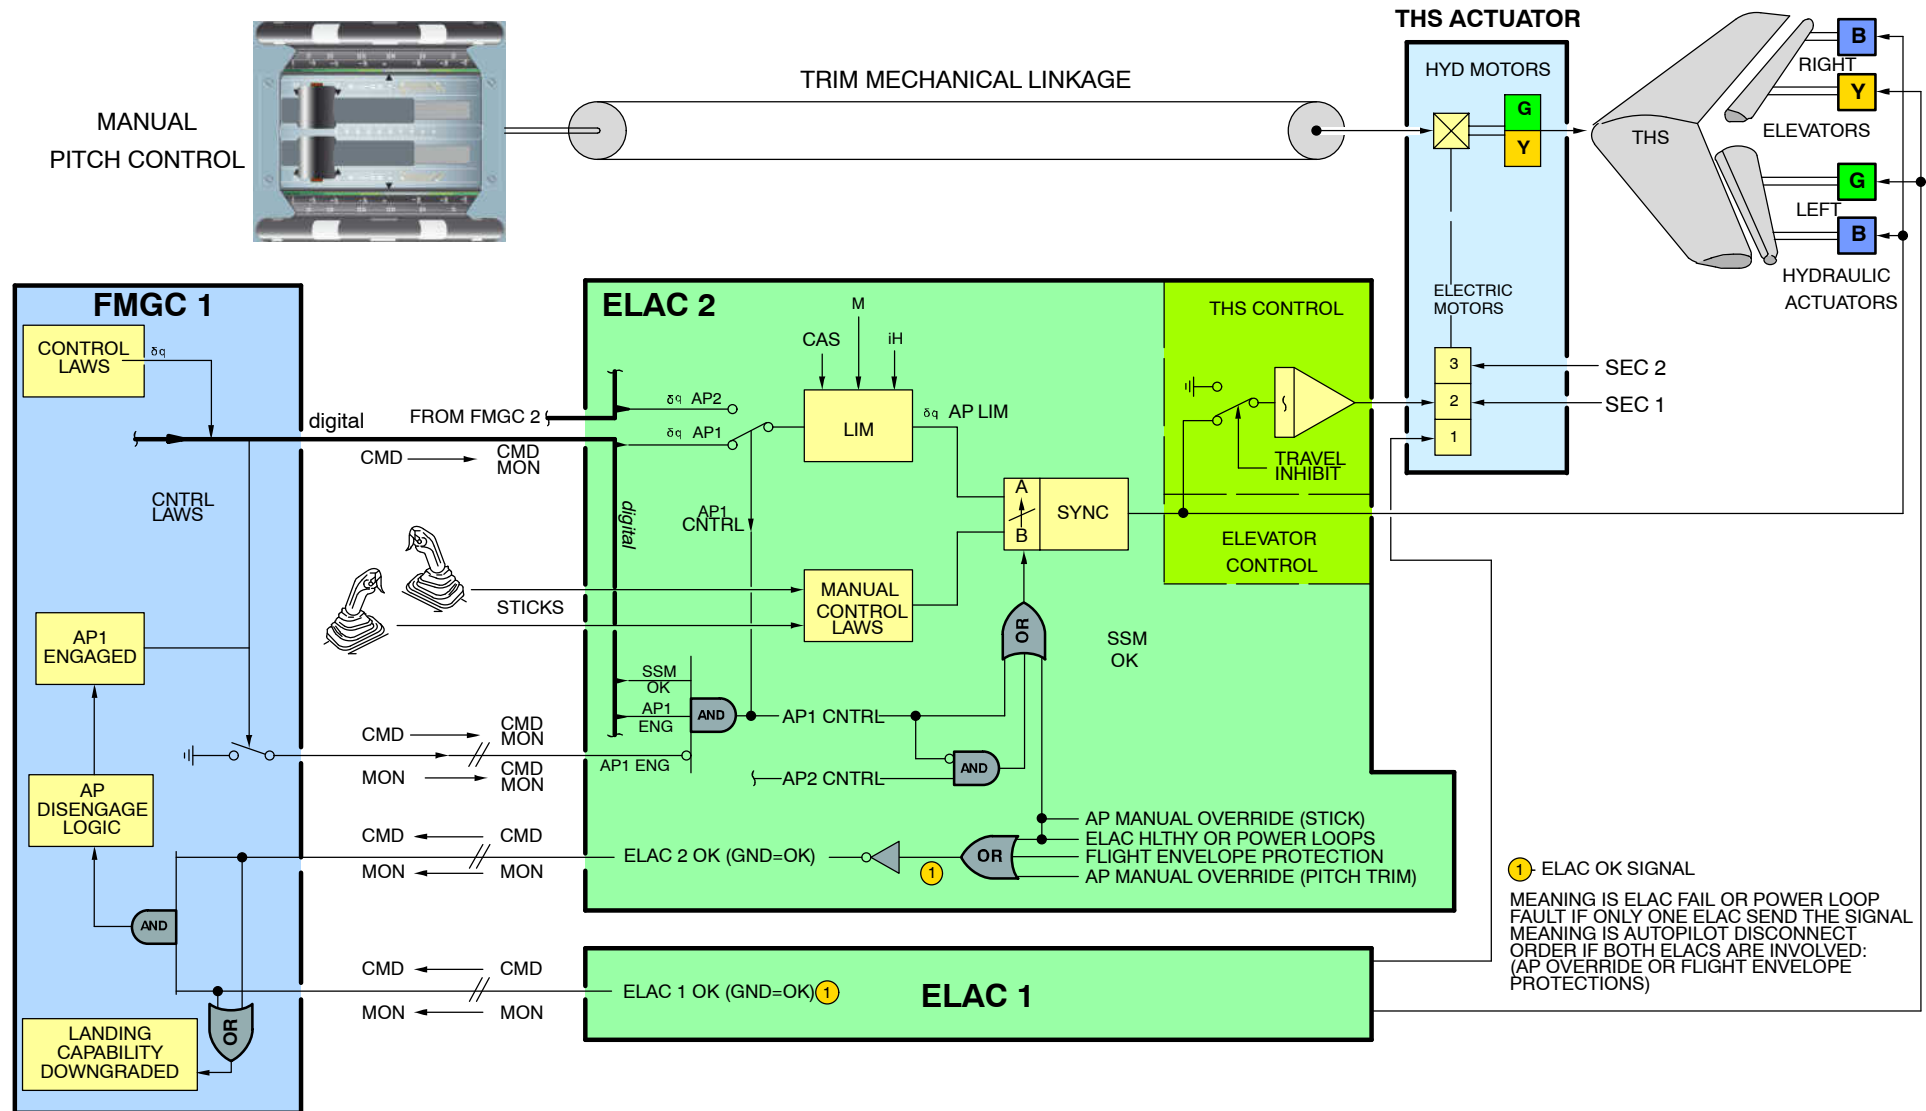 THS ACTUATOR
MANUAL
PITCH CONTROL
TRIM MECHANICAL LINKAGE
HYD MOTORS
G
Y
THS
B
RIGHT
Y
ELEVATORS
G
LEFT
B
HYDRAULIC
ACTUATORS
ELECTRIC
MOTORS
3
2
1
SEC 2
SEC 1
FMGC 1
CONTROL
LAWS
δq
digital
CNTRL
LAWS
AP1
ENGAGED
AP
DISENGAGE
LOGIC
AND
OR
LANDING
CAPABILITY
DOWNGRADED
FROM FMGC 2
CMD
CMD
MON
STICKS
CMD
CMD
MON
MON
CMD
MON
CMD
CMD
MON
MON
CMD
CMD
MON
MON
ELAC 2
M
CAS
iH
δq AP2
δq AP1
LIM
δq AP LIM
digital
AP1
CNTRL
A
B
SYNC
MANUAL
CONTROL
LAWS
THS CONTROL
TRAVEL
INHIBIT
ELEVATOR
CONTROL
OR
SSM
OK
SSM
OK
AP1
ENG
AND
AP1 CNTRL
AP1 ENG
AP2 CNTRL
AND
AP MANUAL OVERRIDE (STICK)
ELAC HLTHY OR POWER LOOPS
FLIGHT ENVELOPE PROTECTION
AP MANUAL OVERRIDE (PITCH TRIM)
OR
1
ELAC 2 OK (GND=OK)
ELAC 1 OK (GND=OK) 1
ELAC 1
1 - ELAC OK SIGNAL
MEANING IS ELAC FAIL OR POWER LOOP
FAULT IF ONLY ONE ELAC SEND THE SIGNAL
MEANING IS AUTOPILOT DISCONNECT
ORDER IF BOTH ELACS ARE INVOLVED:
(AP OVERRIDE OR FLIGHT ENVELOPE
PROTECTIONS)